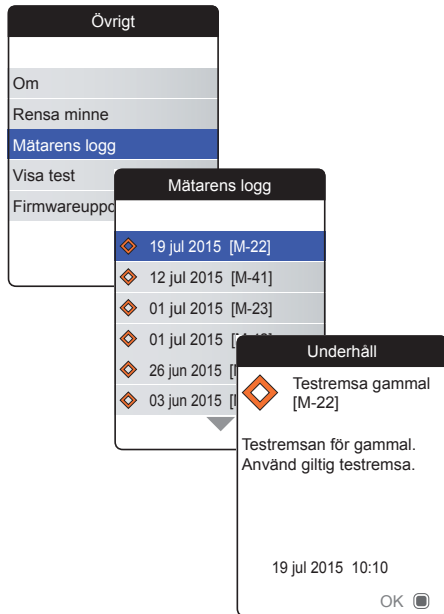 Övrigt
Om
Rensa minne
Mätarens logg
Visa test
Firmwareuppd
Mätarens logg
19 jul 2015 [M-22]
12 jul 2015 [M-41]
01 jul 2015 [M-23]
01 jul 2015
26 jun 2015
03 jun 2015
Underhåll
Testremsa gammal
[M-22]
Testremsan för gammal.
Använd giltig testremsa.
19 jul 2015 10:10
OK